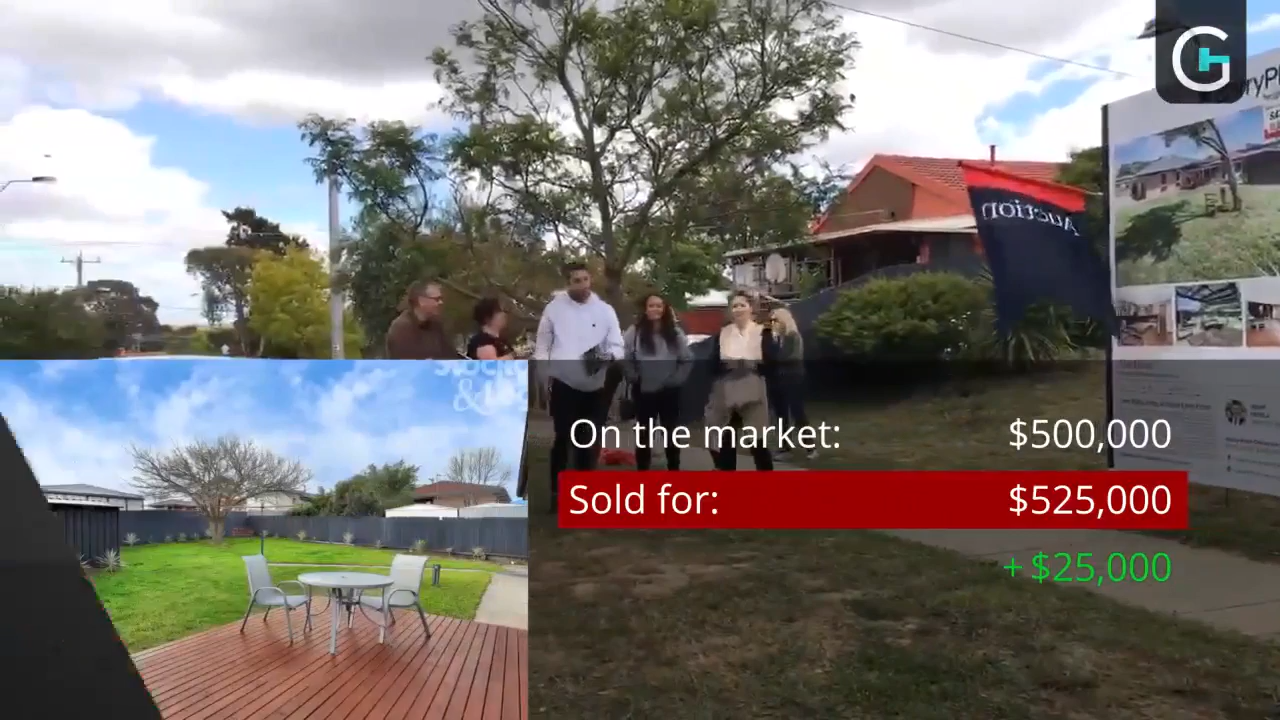 Auction
On the market: $500,000
Sold for: $525,000
+ $25,000